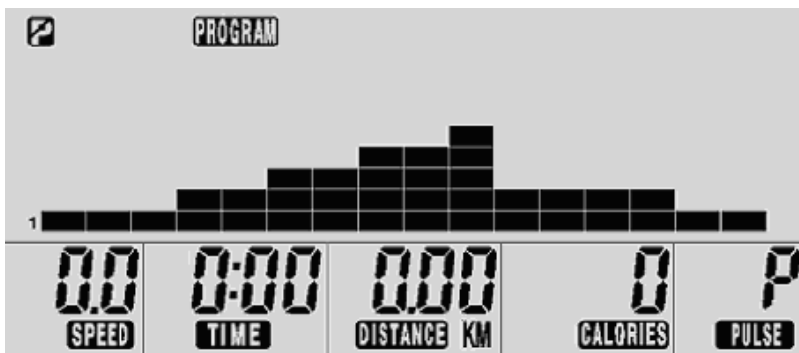 PROGRAM
1
0.0 0:00 0.00 0 P
SPEED TIME DISTANCE KM CALORIES PULSE